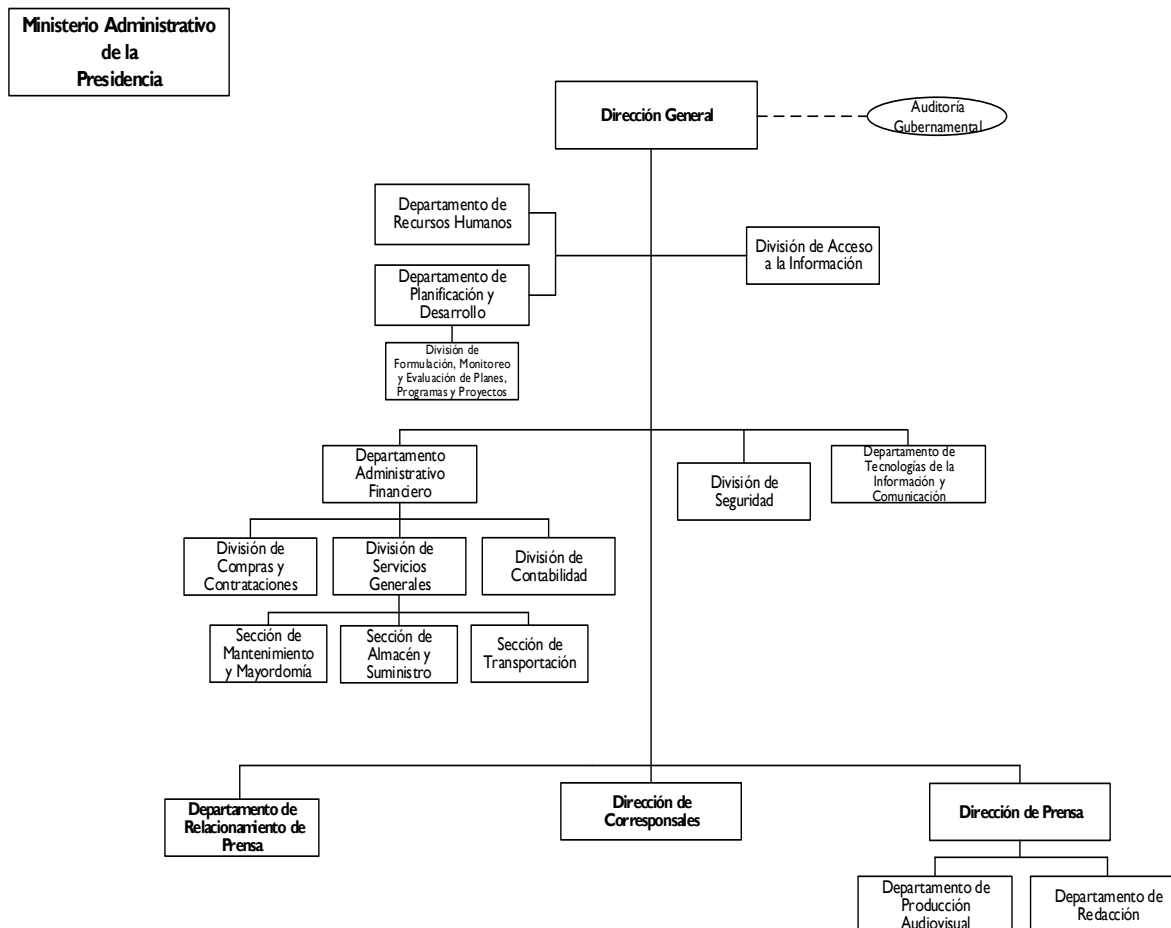 Ministerio Administrativo
de la
Presidencia
Dirección General
Auditoría
Gubernamental
Departamento de
Recursos Humanos
División de Acceso
a la Información
Departamento de
Planificación y
Desarrollo
División de
Formulación, Monitoreo
y Evaluación de Planes,
Programas y Proyectos
Departamento
Administrativo
Financiero
División de
Seguridad
Departamento de
Tecnologías de la
Información y
Comunicación
División de
Compras y
Contrataciones
División de
Servicios
Generales
División de
Contabilidad
Sección de
Mantenimiento
y Mayordomía
Sección de
Almacén y
Suministro
Sección de
Transportación
Departamento de
Relacionamiento de
Prensa
Dirección de
Corresponsales
Dirección de Prensa
Departamento de
Producción
Audiovisual
Departamento de
Redacción